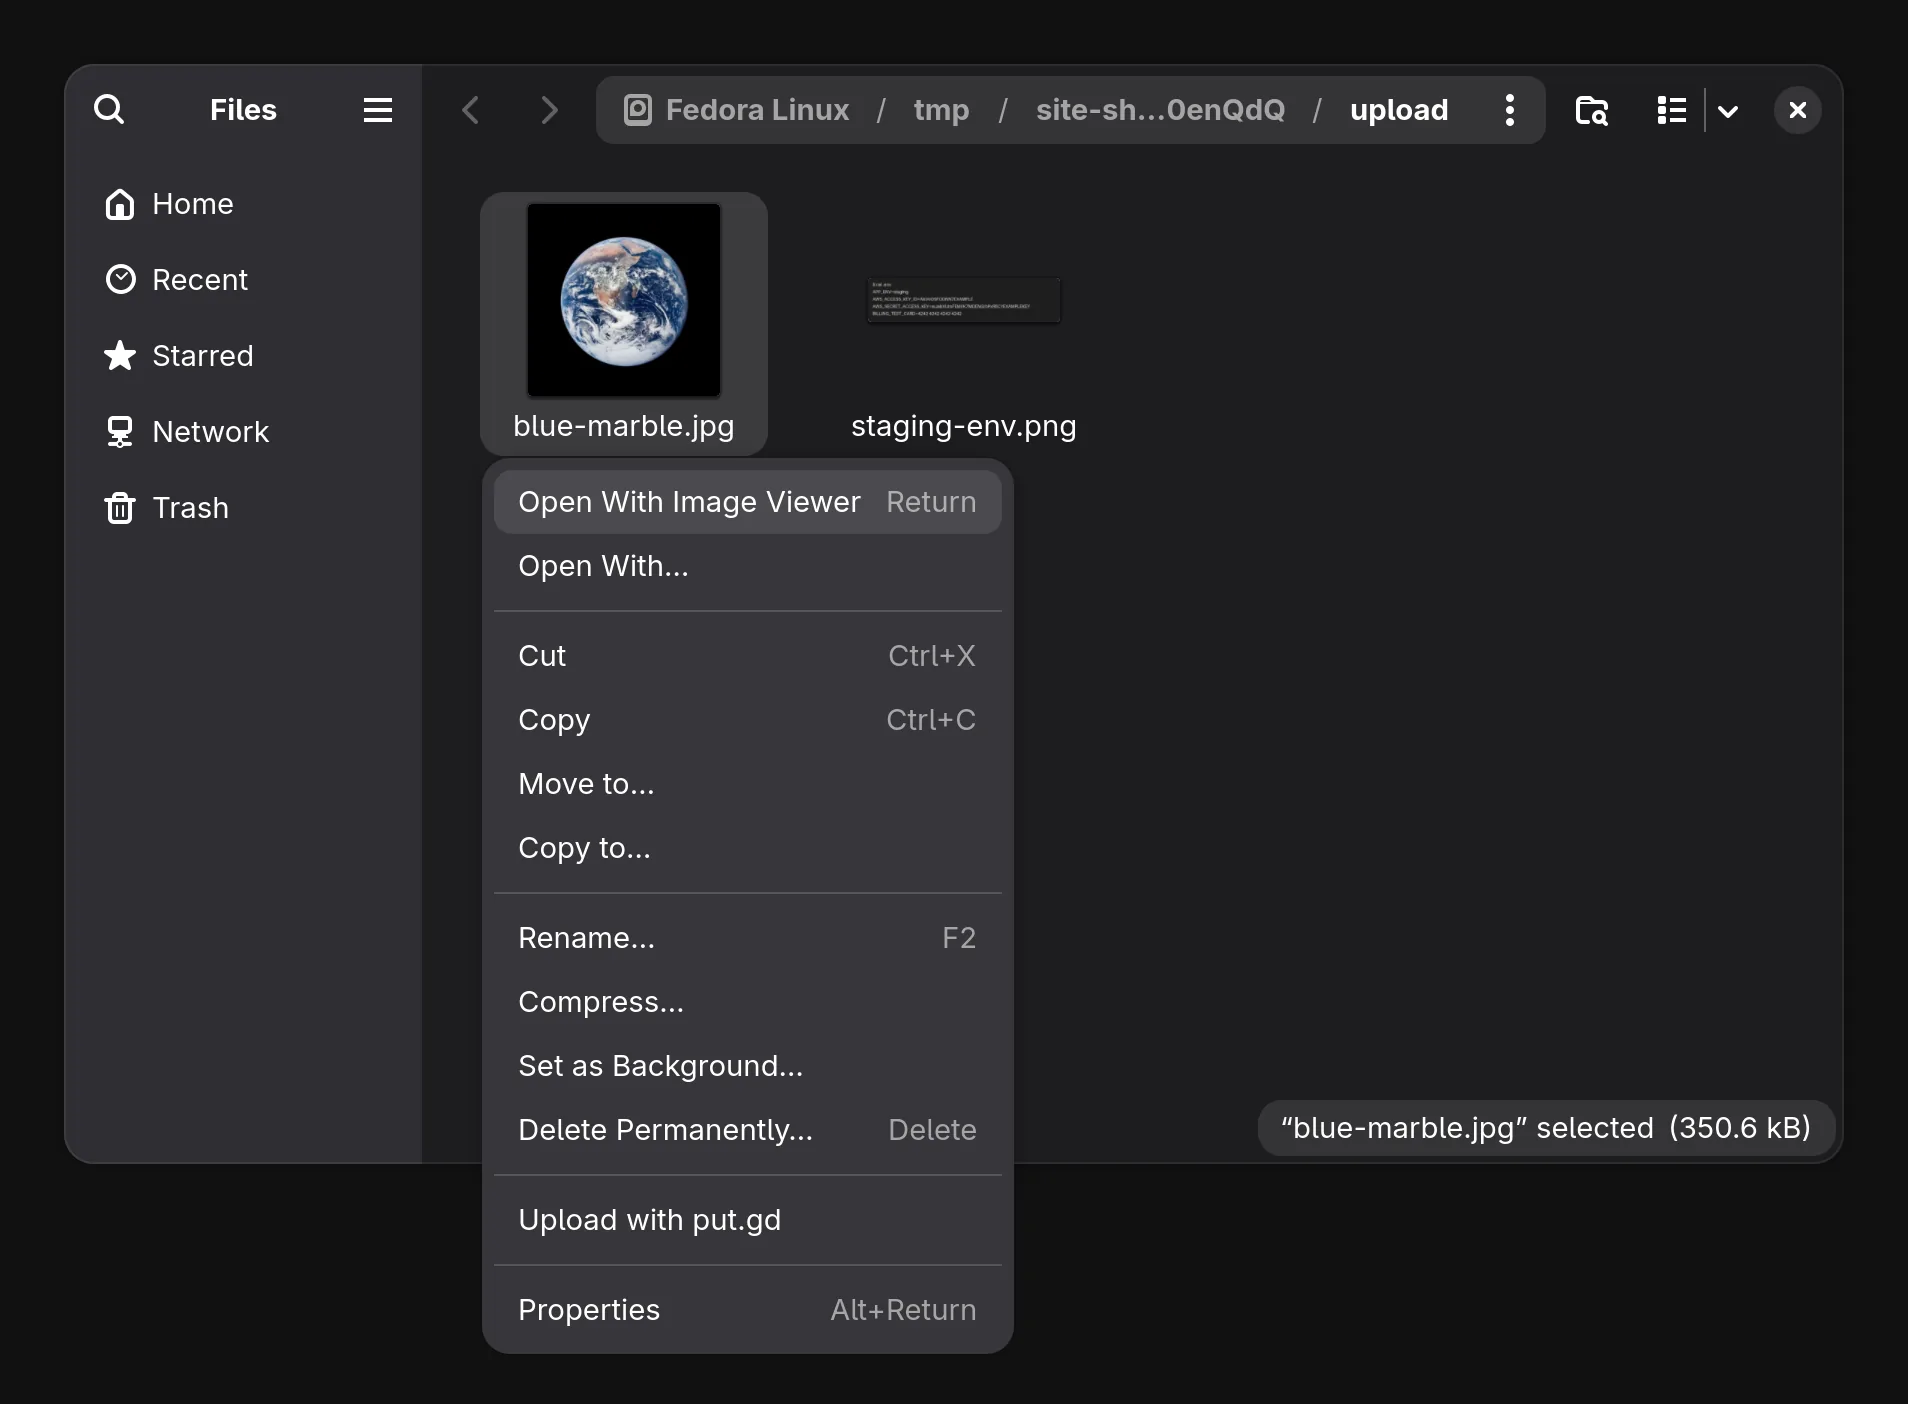 Files
Fedora Linux / tmp / site-sh...0enQdQ / upload
Home
Recent
Starred
Network
Trash
blue-marble.jpg
staging-env.png
Open With Image Viewer Return
Open With...
Cut Ctrl+X
Copy Ctrl+C
Move to...
Copy to...
Rename... F2
Compress...
Set as Background...
Delete Permanently... Delete
Upload with put.gd
Properties Alt+Return
“blue-marble.jpg” selected (350.6 kB)